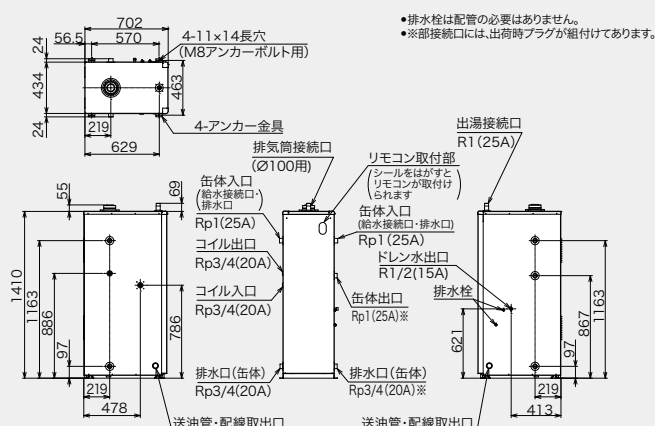 702
56.5
570
4-11×14長穴
(M8アンカーボルト用)
24
434
24
463
219
629
4-アンカー金具
●排水栓は配管の必要はありません。
●※部接続口には、出荷時プラグが組付けてあります。
排気筒接続口
(Ø100用)
リモコン取付部
(シールをはがすと
リモコンが取付け
られます)
出湯接続口
R1(25A)
55
69
缶体入口
(給水接続口・
排水口)
Rp1(25A)
缶体入口
(給水接続口・排水口)
Rp1(25A)
コイル出口
Rp3/4(20A)
コイル入口
Rp3/4(20A)
ドレン水出口
R1/2(15A)
排水栓
缶体出口
Rp1(25A)※
1410
1163
886
97
786
621
867
1163
97
219
478
排水口(缶体)
Rp3/4(20A)
排水口(缶体)
Rp3/4(20A)※
219
413
送油管・配線取出口
送油管・配線取出口